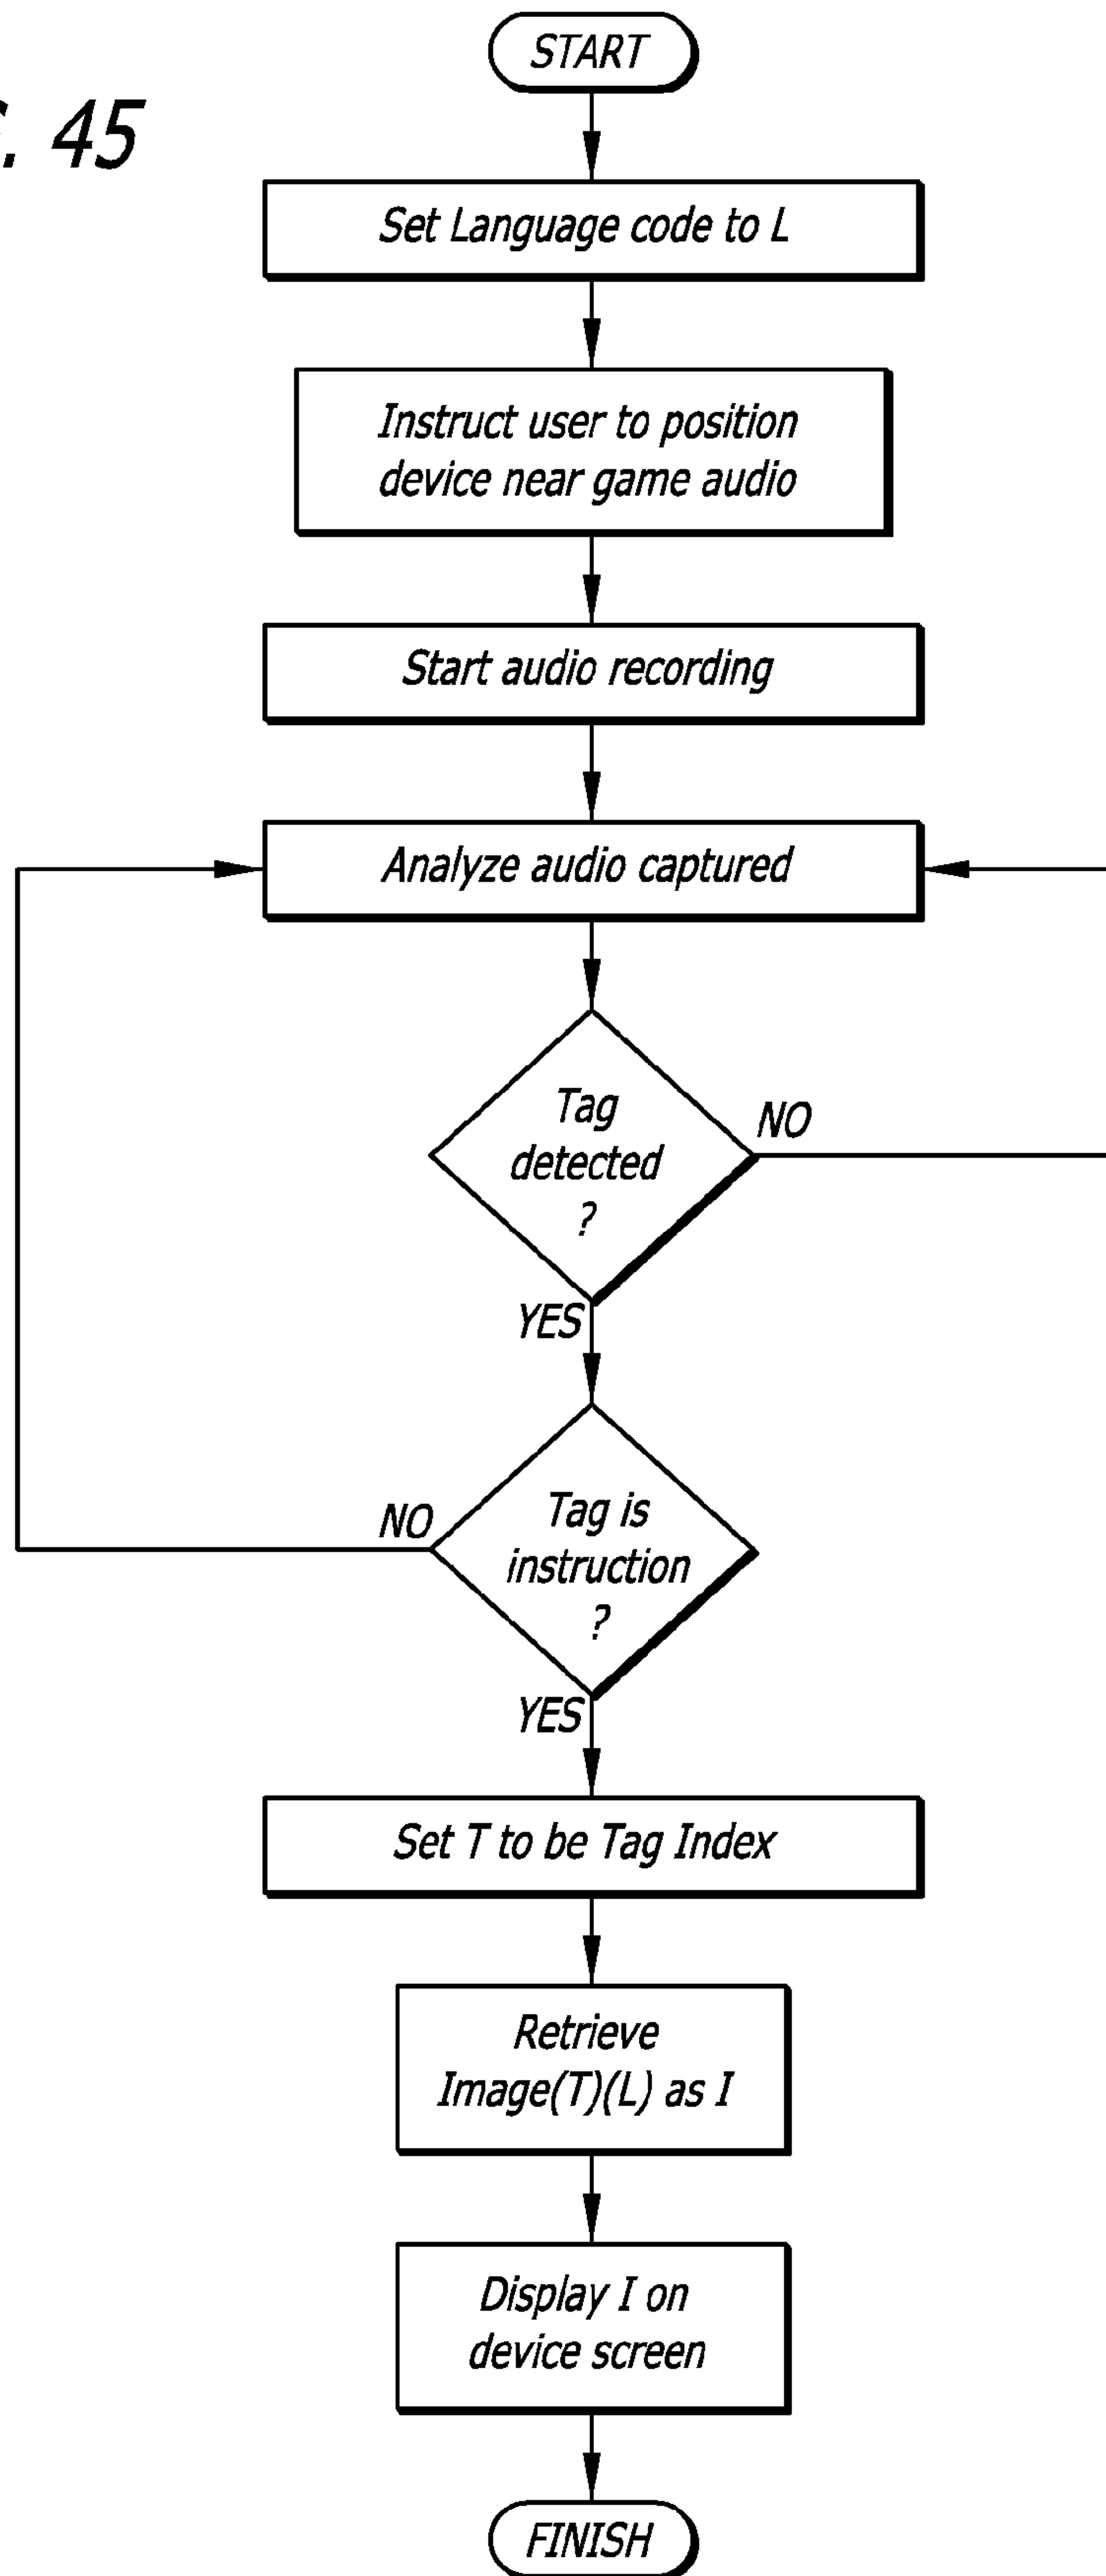 START
. 45
Set Language code to L
Instruct user to position
device near game audio
Start audio recording
Analyze audio captured
Tag
detected
?
NO
YES
Tag is
instruction
?
NO
YES
Set T to be Tag Index
Retrieve
Image(T)(L) as I
Display I on
device screen
FINISH